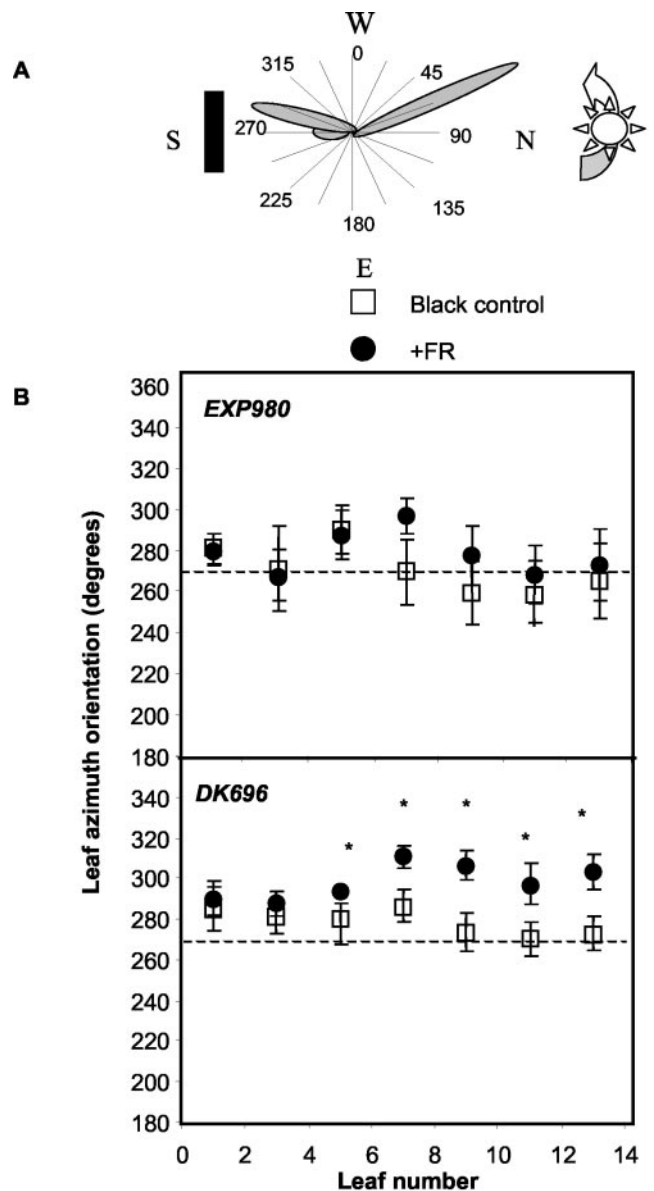 W
A
0
315
45
S
270
90
N
225
135
180
E
Black control
+FR
B
EXP980
360
340
320
300
280
260
240
220
200
180
DK696
340
320
300
280
260
240
220
200
180
* * * * *
0 2 4 6 8 10 12 14
Leaf azimuth orientation (degrees)
Leaf number